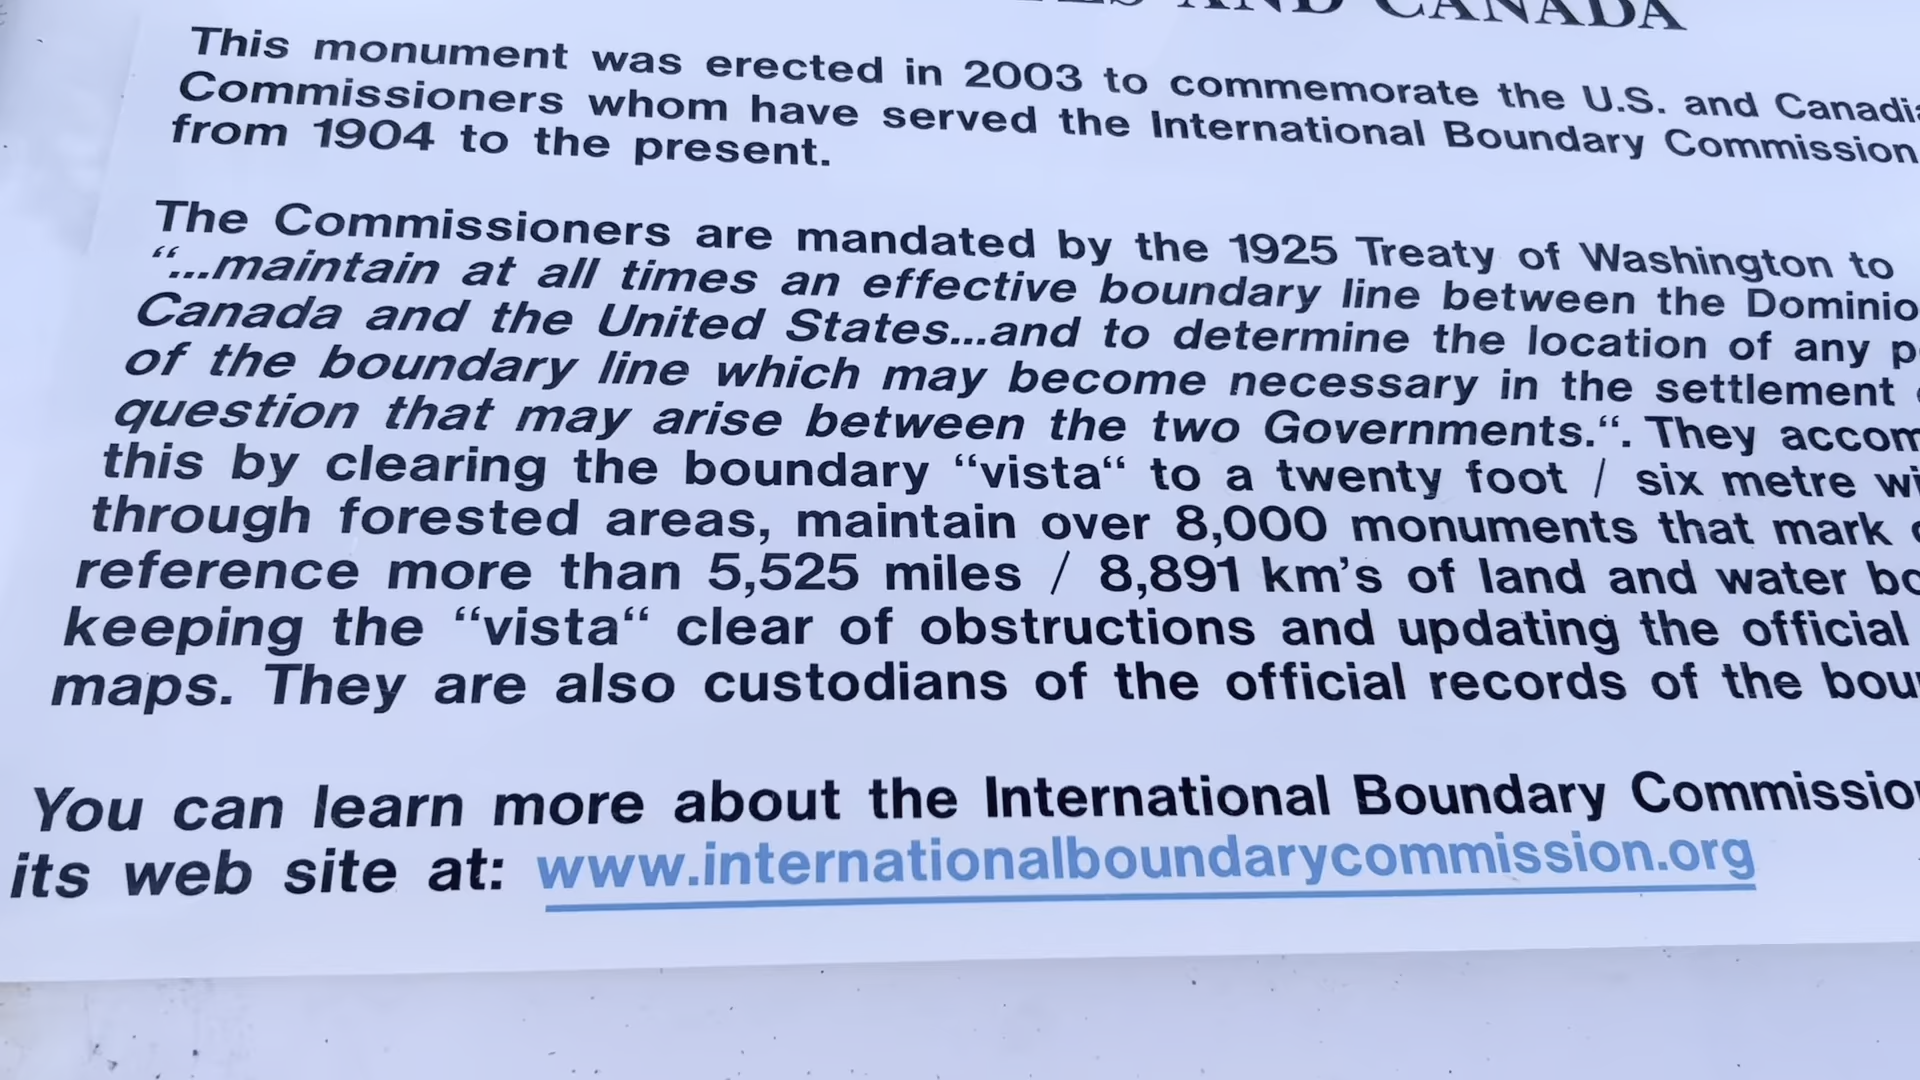 AND CANADA
This monument was erected in 2003 to commemorate the U.S. and
Commissioners whom have served the International Boundary Commission
from 1904 to the present.
The Commissioners are mandated by the 1925 Treaty of Washington to
“...maintain at all times an effective boundary line between the
Canada and the United States...and to determine the location of any
of the boundary line which may become necessary in the settlement
question that may arise between the two Governments.“. They
this by clearing the boundary “vista“ to a twenty foot / six metre
through forested areas, maintain over 8,000 monuments that mark
reference more than 5,525 miles / 8,891 km’s of land and water
keeping the “vista“ clear of obstructions and updating the official
maps. They are also custodians of the official records of the
You can learn more about the International Boundary
its web site at: www.internationalboundarycommission.org